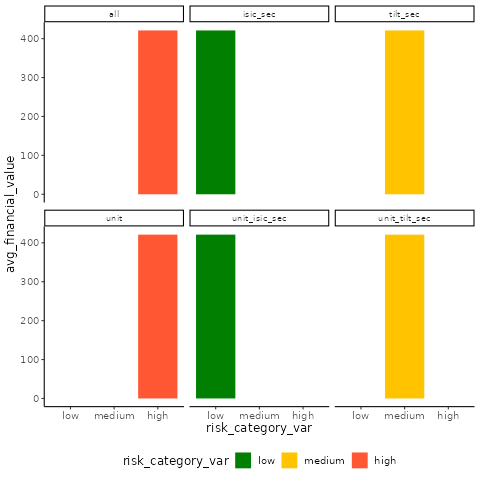 all isic_sec tilt_sec
400
300
200
100
0
unit unit_isic_sec unit_tilt_sec
400
300
200
100
0
avg_financial_value
low medium high low medium high low medium high
risk_category_var
risk_category_var low medium high